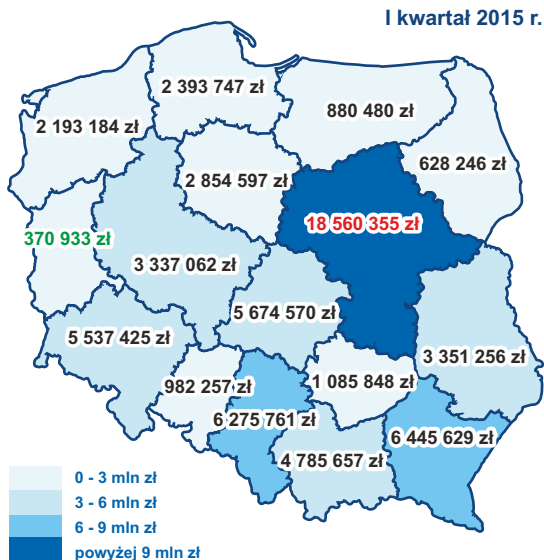 I kwartał 2015 r.
2 393 747 zł
880 480 zł
2 193 184 zł
628 246 zł
2 854 597 zł
18 560 355 zł
370 933 zł
3 337 062 zł
5 674 570 zł
5 537 425 zł
3 351 256 zł
982 257 zł
1 085 848 zł
6 275 761 zł
6 445 629 zł
4 785 657 zł
0 - 3 mln zł
3 - 6 mln zł
6 - 9 mln zł
powyżej 9 mln zł